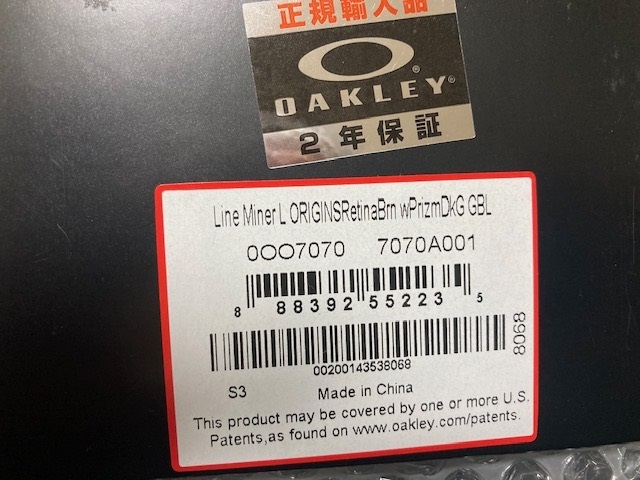 正規輸入品
OAKLEY®
2年保証
Line Miner L ORIGINSRetinaBrn wPrizmDkG GBL
0OO7070 7070A001
8 88392 55223 5
8068
00200143538068
S3 Made in China
This product may be covered by one or more U.S.
Patents,as found on www.oakley.com/patents.